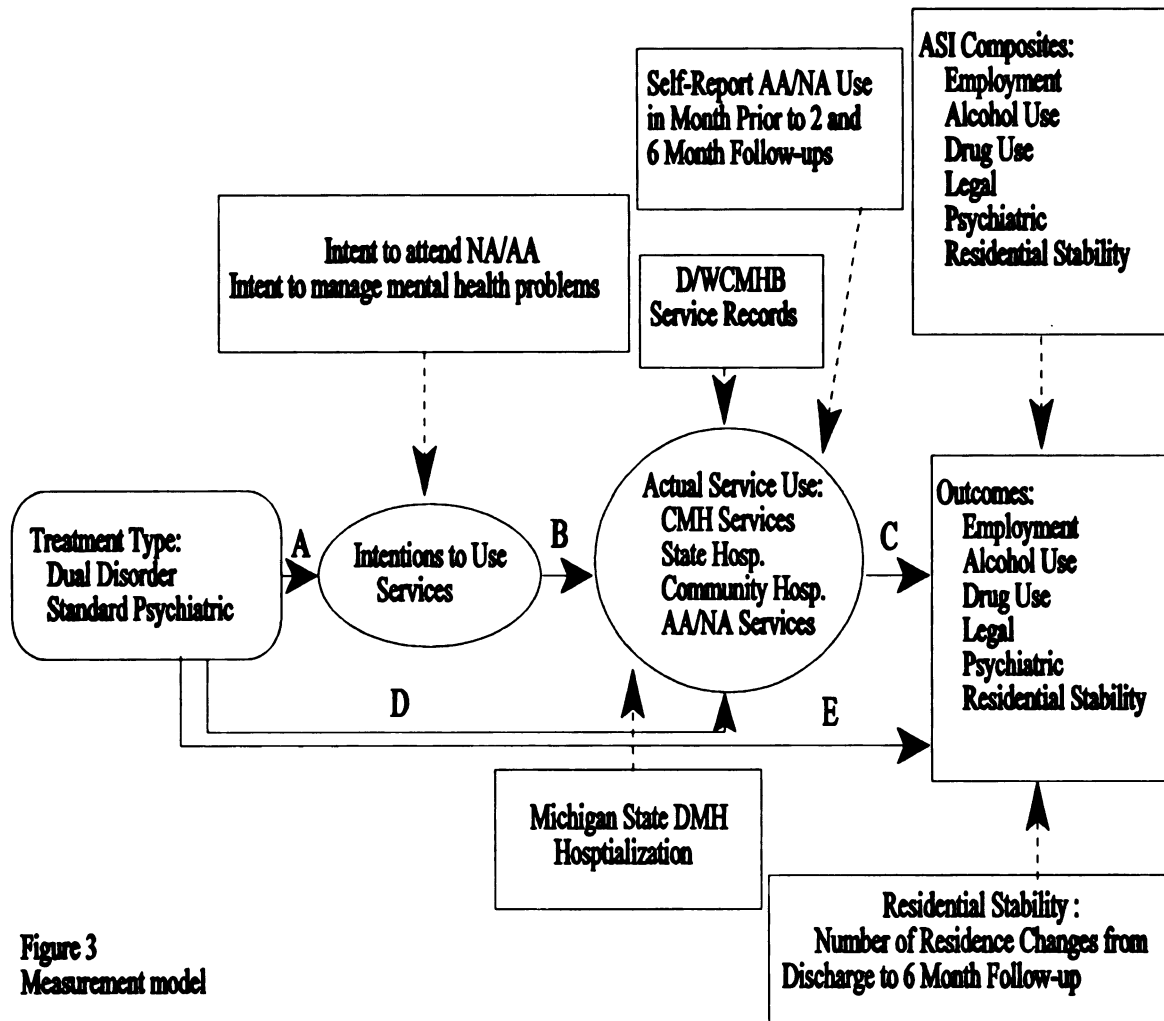 ASI Composites:
Employment
Alcohol Use
Drug Use
Legal
Psychiatric
Residential Stability
Self-Report AA/NA Use
in Month Prior to 2 and
6 Month Follow-ups
Intent to attend NA/AA
Intent to manage mental health problems
D/WCMHB
Service Records
Treatment Type:
Dual Disorder
Standard Psychiatric
A
Intentions to Use
Services
B
Actual Service Use:
CMH Services
State Hosp.
Community Hosp.
AA/NA Services
C
Outcomes:
Employment
Alcohol Use
Drug Use
Legal
Psychiatric
Residential Stability
D
E
Michigan State DMH
Hosptialization
Residential Stability :
Number of Residence Changes from
Discharge to 6 Month Follow-up
Figure 3
Measurement model